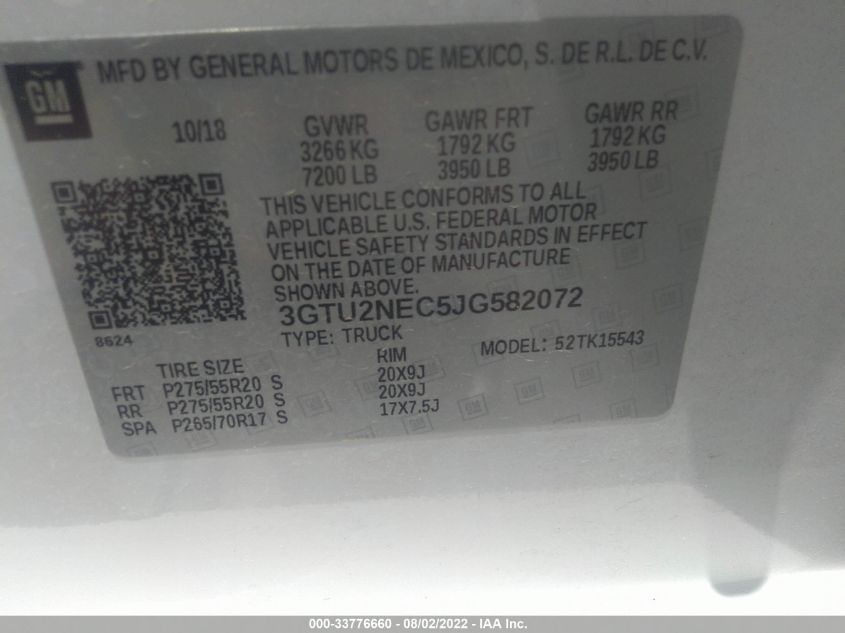 MFD BY GENERAL MOTORS DE MEXICO, S. DE R.L. DE C.V.
GM
10/18 GVWR GAWR FRT GAWR RR
3266 KG 1792 KG 1792 KG
7200 LB 3950 LB 3950 LB
THIS VEHICLE CONFORMS TO ALL
APPLICABLE U.S. FEDERAL MOTOR
VEHICLE SAFETY STANDARDS IN EFFECT
ON THE DATE OF MANUFACTURE
SHOWN ABOVE.
3GTU2NEC5JG582072
8624
TYPE: TRUCK MODEL: 52TK15543
TIRE SIZE RIM
FRT P275/55R20 S 20X9J
RR P275/55R20 S 20X9J
SPA P265/70R17 S 17X7.5J
000-33776660 - 08/02/2022 - IAA Inc.